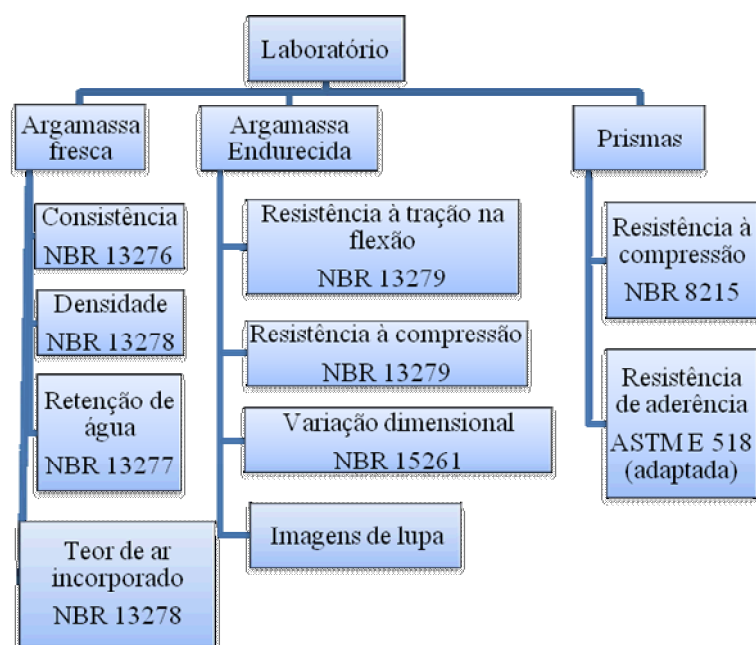 Laboratório
Argamassa
fresca
Consistência
NBR 13276
Densidade
NBR 13278
Retenção de
água
NBR 13277
Teor de ar
incorporado
NBR 13278
Argamassa
Endurecida
Resistência à tração na
flexão
NBR 13279
Resistência à compressão
NBR 13279
Variação dimensional
NBR 15261
Imagens de lupa
Prismas
Resistência à
compressão
NBR 8215
Resistência
de aderência
ASTM E 518
(adaptada)